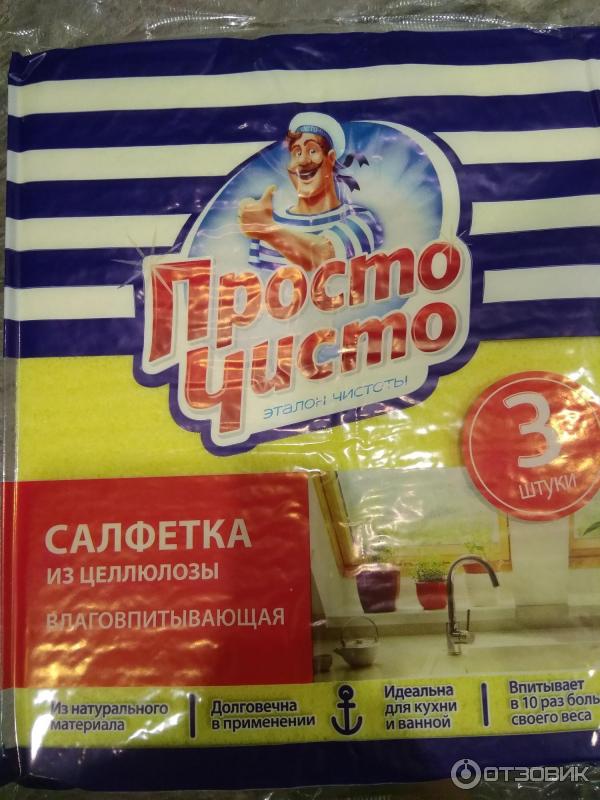 Просто
Чисто
эталон чистоты
3
ШТУКИ
САЛФЕТКА
ИЗ ЦЕЛЛЮЛОЗЫ
ВЛАГОВПИТЫВАЮЩАЯ
Из натурального
материала
Долговечна
в применении
Идеальна
для кухни
и ванной
Впитывает
в 10 раз боль
своего веса
ОТЗОВИК